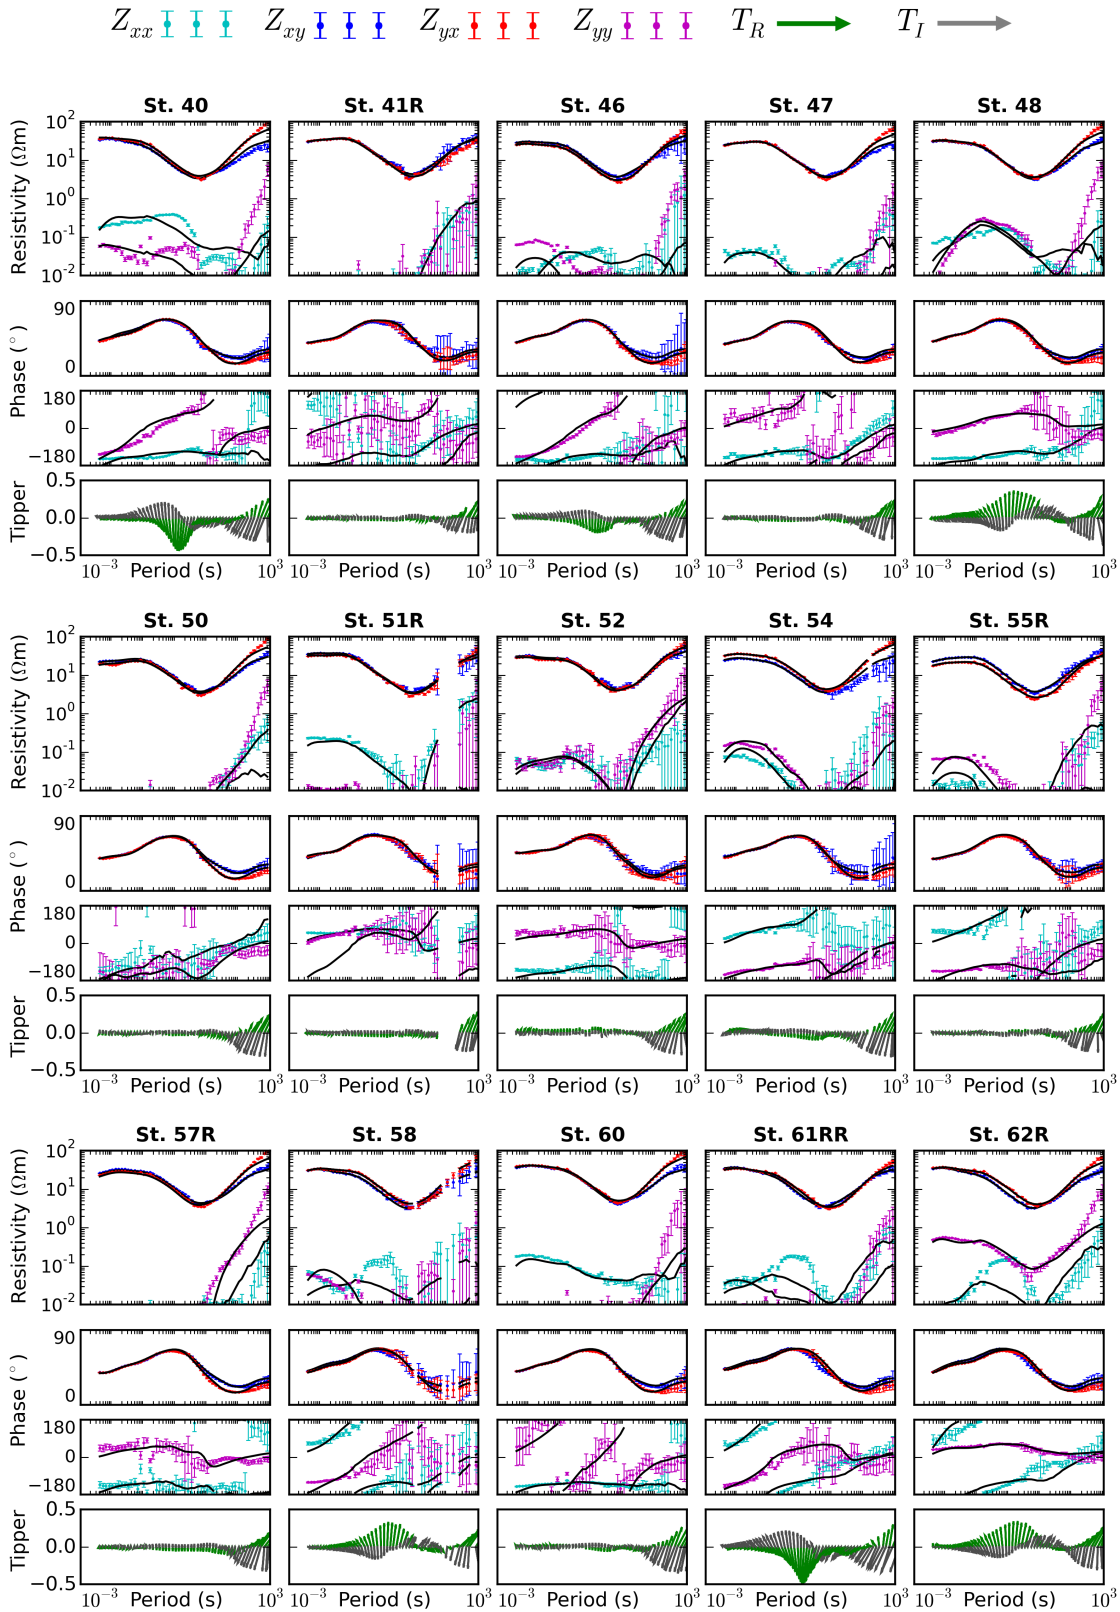 Z_xx Z_xy Z_yx Z_yy T_R T_I
St. 40 St. 41R St. 46 St. 47 St. 48
Resistivity (Ωm) 10^2 10^1 10^0 10^-1 10^-2
Phase (°) 90 0
180 0 −180
Tipper 0.5 0.0 −0.5
10^-3 Period (s) 10^3 10^-3 Period (s) 10^3 10^-3 Period (s) 10^3 10^-3 Period (s) 10^3 10^-3 Period (s) 10^3
St. 50 St. 51R St. 52 St. 54 St. 55R
Resistivity (Ωm) 10^2 10^1 10^0 10^-1 10^-2
Phase (°) 90 0
180 0 −180
Tipper 0.5 0.0 −0.5
10^-3 Period (s) 10^3 10^-3 Period (s) 10^3 10^-3 Period (s) 10^3 10^-3 Period (s) 10^3 10^-3 Period (s) 10^3
St. 57R St. 58 St. 60 St. 61RR St. 62R
Resistivity (Ωm) 10^2 10^1 10^0 10^-1 10^-2
Phase (°) 90 0
180 0 −180
Tipper 0.5 0.0 −0.5
10^-3 Period (s) 10^3 10^-3 Period (s) 10^3 10^-3 Period (s) 10^3 10^-3 Period (s) 10^3 10^-3 Period (s) 10^3